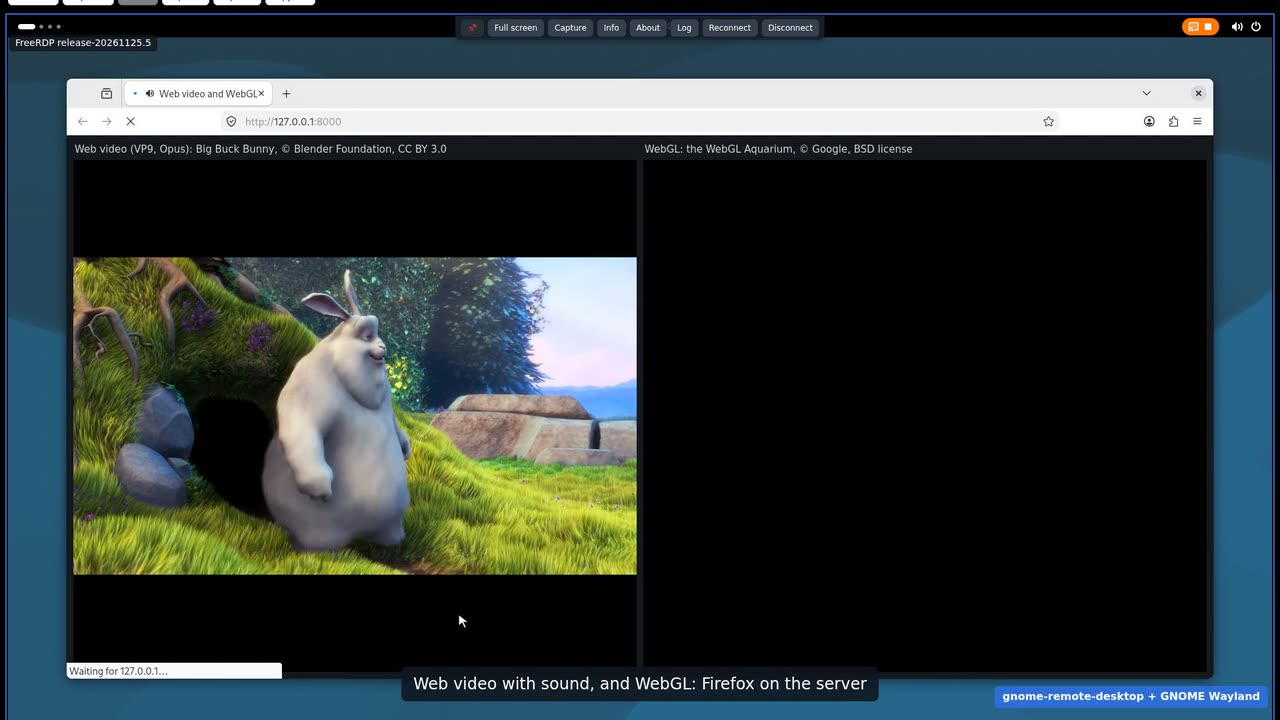 Full screen
Capture
Info
About
Log
Reconnect
Disconnect
FreeRDP release-20261125.5
Web video and WebGL
http://127.0.0.1:8000
Web video (VP9, Opus): Big Buck Bunny, © Blender Foundation, CC BY 3.0
WebGL: the WebGL Aquarium, © Google, BSD license
Waiting for 127.0.0.1…
Web video with sound, and WebGL: Firefox on the server
gnome-remote-desktop + GNOME Wayland